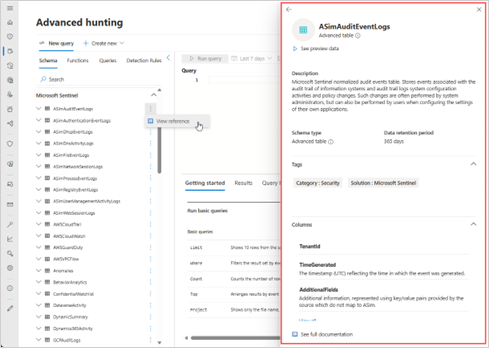 Advanced hunting
New query
Create new
Schema
Functions
Queries
Detection Rules
Search
Microsoft Sentinel
ASimAuditEventLogs
ASimAuthenticationEventLogs
ASimDhcpEventLogs
ASimDnsActivityLogs
ASimFileEventLogs
ASimNetworkSessionLogs
ASimProcessEventLogs
ASimRegistryEventLogs
ASimUserManagementActivityLogs
ASimWebSessionLogs
AWSCloudTrail
AWSCloudWatch
AWSGuardDuty
AWSVPCFlow
Anomalies
BehaviorAnalytics
ConfidentialWatchlist
DataverseActivity
DynamicSummary
Dynamics365Activity
GCPAuditLogs
View reference
Run query
Last 7 days
Query
1
Getting started
Results
Query
Run basic queries
Basic queries
Limit
Shows 10 rows from the
where
Filters the result set by
Count
Counts the number of
Top
Arranges results by
Project
Shows only the file name,
ASimAuditEventLogs
Advanced table
See preview data
Description
Microsoft Sentinel normalized audit events table. Stores events associated with the
audit trail of information systems and audit trail logs system configuration
activities and policy changes. Such changes are often performed by system
administrators, but can also be performed by users when configuring the settings
of their own applications.
Schema type
Advanced table
Data retention period
365 days
Tags
Category : Security
Solution : Microsoft Sentinel
Columns
TenantId
TimeGenerated
The timestamp (UTC) reflecting the time in which the event was generated.
AdditionalFields
Additional information, represented using key/value pairs provided by the
source which do not map to ASim.
See full documentation